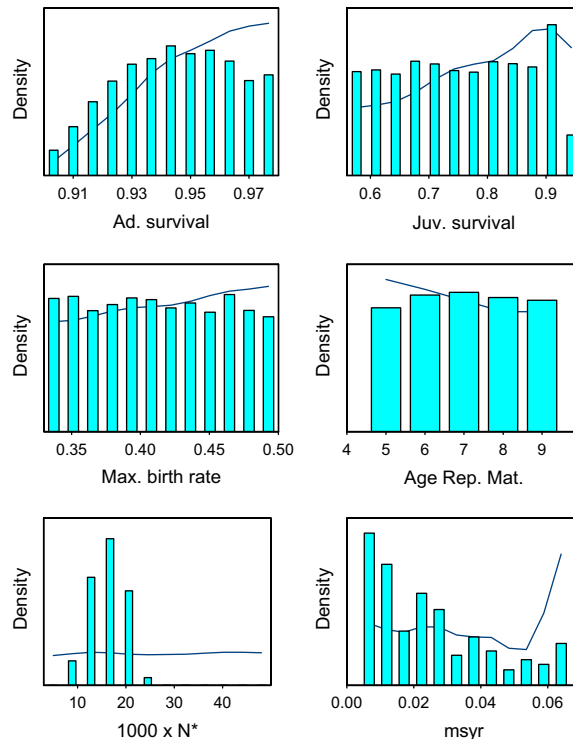 Density
0.91 0.93 0.95 0.97
Ad. survival
Density
0.6 0.7 0.8 0.9
Juv. survival
Density
0.35 0.40 0.45 0.50
Max. birth rate
Density
4 5 6 7 8 9
Age Rep. Mat.
Density
10 20 30 40
1000 x N*
Density
0.00 0.02 0.04 0.06
msyr